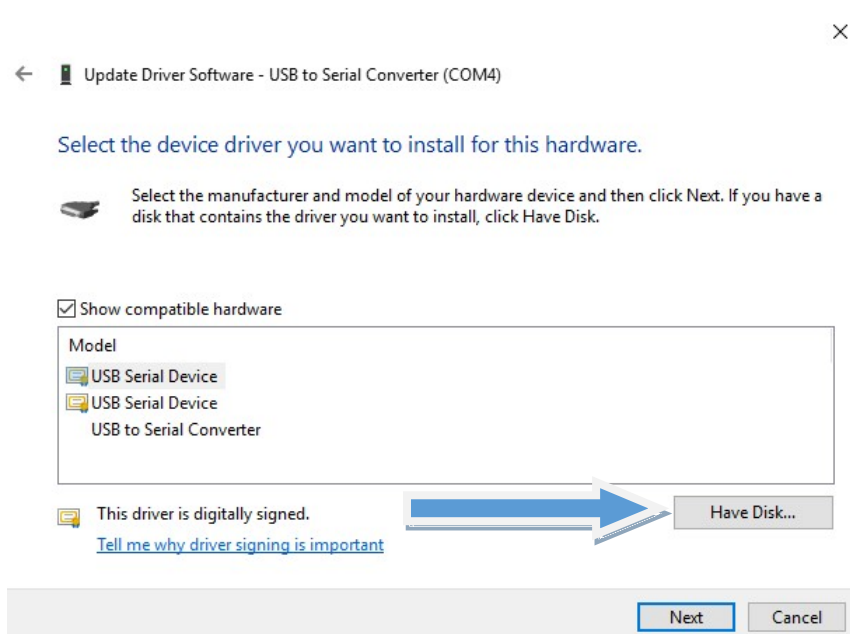 Update Driver Software - USB to Serial Converter (COM4)
Select the device driver you want to install for this hardware.
Select the manufacturer and model of your hardware device and then click Next. If you have a
disk that contains the driver you want to install, click Have Disk.
Show compatible hardware
Model
USB Serial Device
USB Serial Device
USB to Serial Converter
This driver is digitally signed.
Have Disk...
Tell me why driver signing is important
Next
Cancel